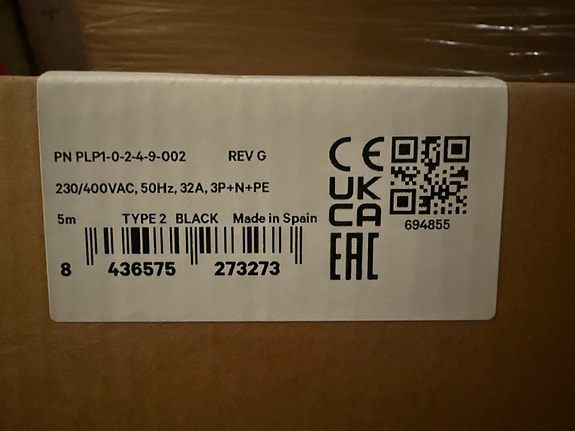 PN PLP1-0-2-4-9-002 REV G
230/400VAC, 50Hz, 32A, 3P+N+PE
5m TYPE 2 BLACK Made in Spain
8 436575 273273
CE
UK
CA
EAC
694855